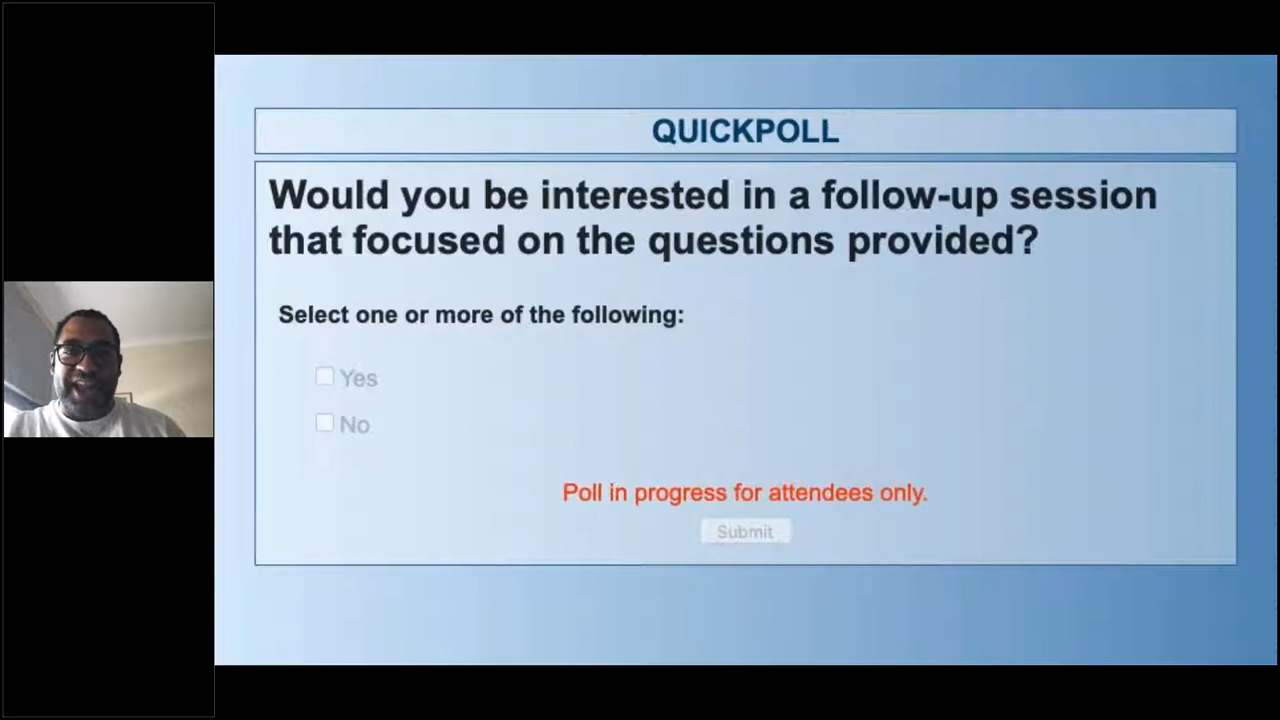 QUICKPOLL
Would you be interested in a follow-up session
that focused on the questions provided?
Select one or more of the following:
Yes
No
Poll in progress for attendees only.
Submit